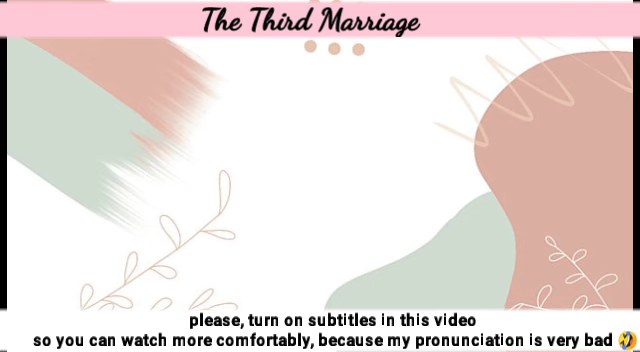 The Third Marriage
please, turn on subtitles in this video
so you can watch more comfortably, because my pronunciation is very bad 🤣